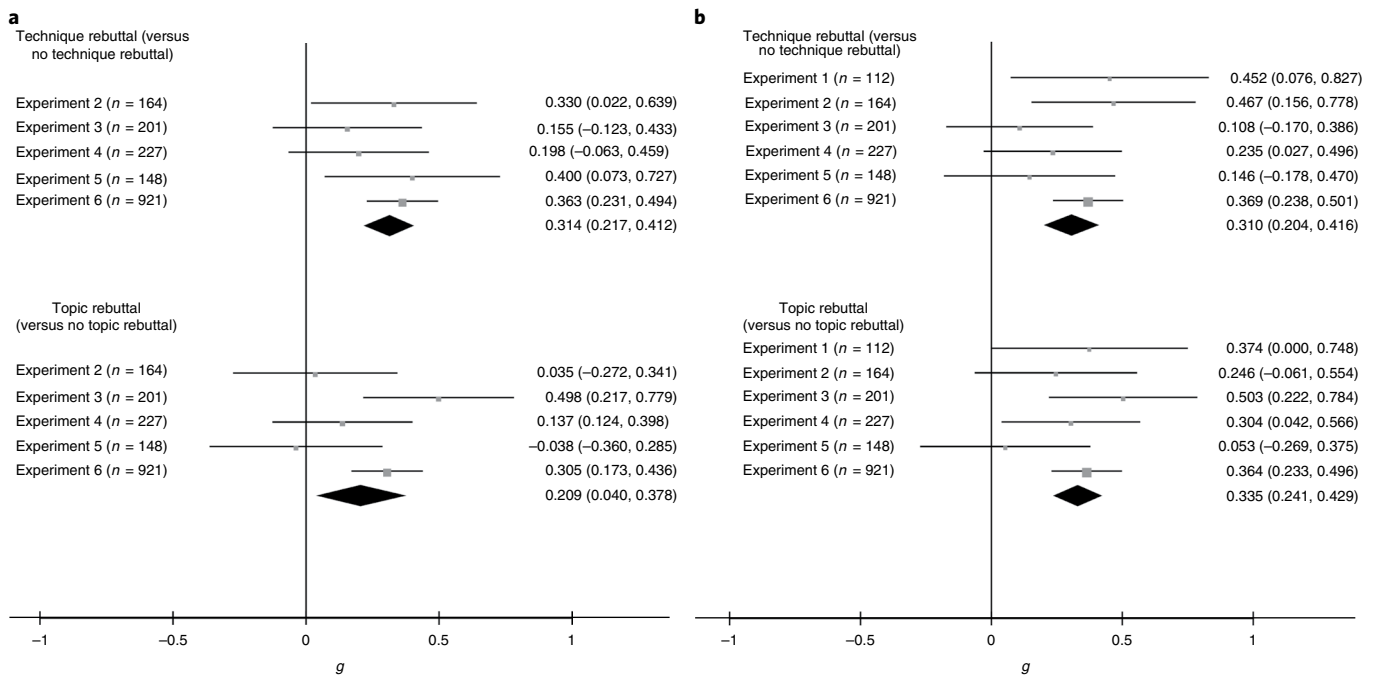 a
Technique rebuttal (versus
no technique rebuttal)
Experiment 2 (n = 164) 0.330 (0.022, 0.639)
Experiment 3 (n = 201) 0.155 (–0.123, 0.433)
Experiment 4 (n = 227) 0.198 (–0.063, 0.459)
Experiment 5 (n = 148) 0.400 (0.073, 0.727)
Experiment 6 (n = 921) 0.363 (0.231, 0.494)
0.314 (0.217, 0.412)
Topic rebuttal
(versus no topic rebuttal)
Experiment 2 (n = 164) 0.035 (–0.272, 0.341)
Experiment 3 (n = 201) 0.498 (0.217, 0.779)
Experiment 4 (n = 227) 0.137 (0.124, 0.398)
Experiment 5 (n = 148) –0.038 (–0.360, 0.285)
Experiment 6 (n = 921) 0.305 (0.173, 0.436)
0.209 (0.040, 0.378)
–1 –0.5 0 0.5 1
g
b
Technique rebuttal (versus
no technique rebuttal)
Experiment 1 (n = 112) 0.452 (0.076, 0.827)
Experiment 2 (n = 164) 0.467 (0.156, 0.778)
Experiment 3 (n = 201) 0.108 (–0.170, 0.386)
Experiment 4 (n = 227) 0.235 (0.027, 0.496)
Experiment 5 (n = 148) 0.146 (–0.178, 0.470)
Experiment 6 (n = 921) 0.369 (0.238, 0.501)
0.310 (0.204, 0.416)
Topic rebuttal
(versus no topic rebuttal)
Experiment 1 (n = 112) 0.374 (0.000, 0.748)
Experiment 2 (n = 164) 0.246 (–0.061, 0.554)
Experiment 3 (n = 201) 0.503 (0.222, 0.784)
Experiment 4 (n = 227) 0.304 (0.042, 0.566)
Experiment 5 (n = 148) 0.053 (–0.269, 0.375)
Experiment 6 (n = 921) 0.364 (0.233, 0.496)
0.335 (0.241, 0.429)
–1 –0.5 0 0.5 1
g